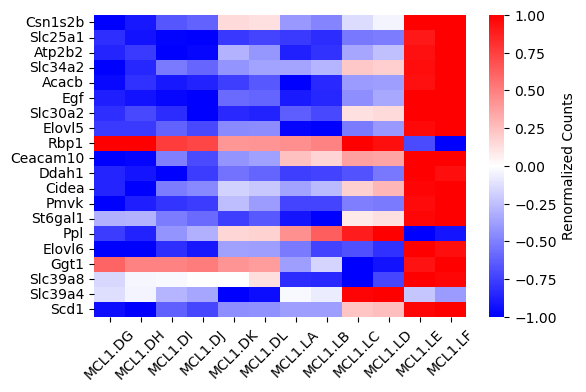 Csn1s2b
Slc25a1
Atp2b2
Slc34a2
Acacb
Egf
Slc30a2
Elovl5
Rbp1
Ceacam10
Ddah1
Cidea
Pmvk
St6gal1
Ppl
Elovl6
Ggt1
Slc39a8
Slc39a4
Scd1
MCL1.DG
MCL1.DH
MCL1.DI
MCL1.DJ
MCL1.DK
MCL1.DL
MCL1.LA
MCL1.LB
MCL1.LC
MCL1.LD
MCL1.LE
MCL1.LF
1.00
0.75
0.50
0.25
0.00
−0.25
−0.50
−0.75
−1.00
Renormalized Counts